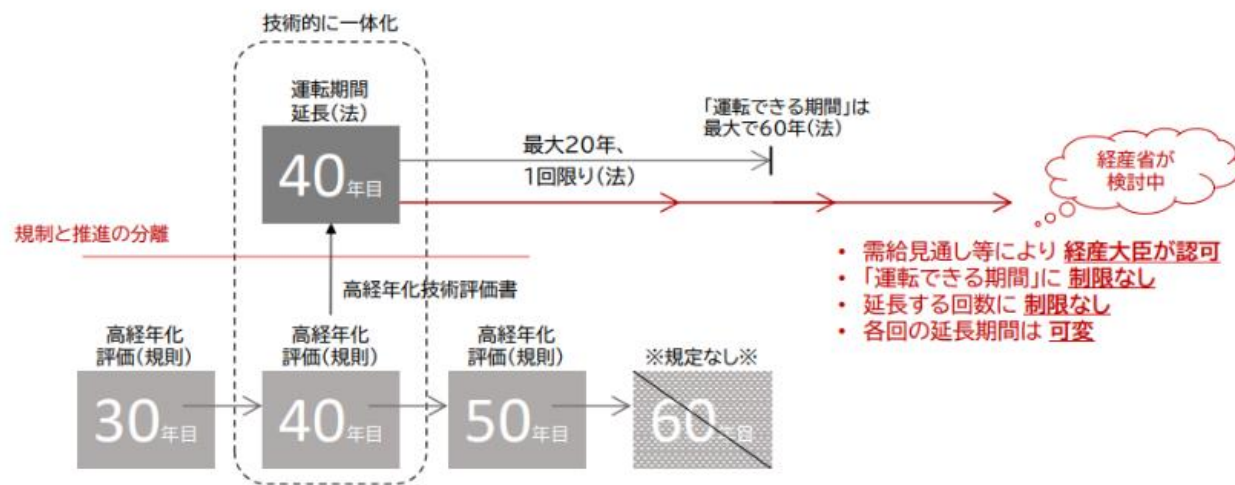 技術的に一体化
運転期間
延長(法)
40年目
最大20年、
1回限り(法)
「運転できる期間」は
最大で60年(法)
経産省が
検討中
規制と推進の分離
• 需給見通し等により 経産大臣が認可
• 「運転できる期間」に 制限なし
• 延長する回数に 制限なし
• 各回の延長期間は 可変
高経年化技術評価書
高経年化
評価(規則)
30年目
高経年化
評価(規則)
40年目
高経年化
評価(規則)
50年目
※規定なし※
60年目